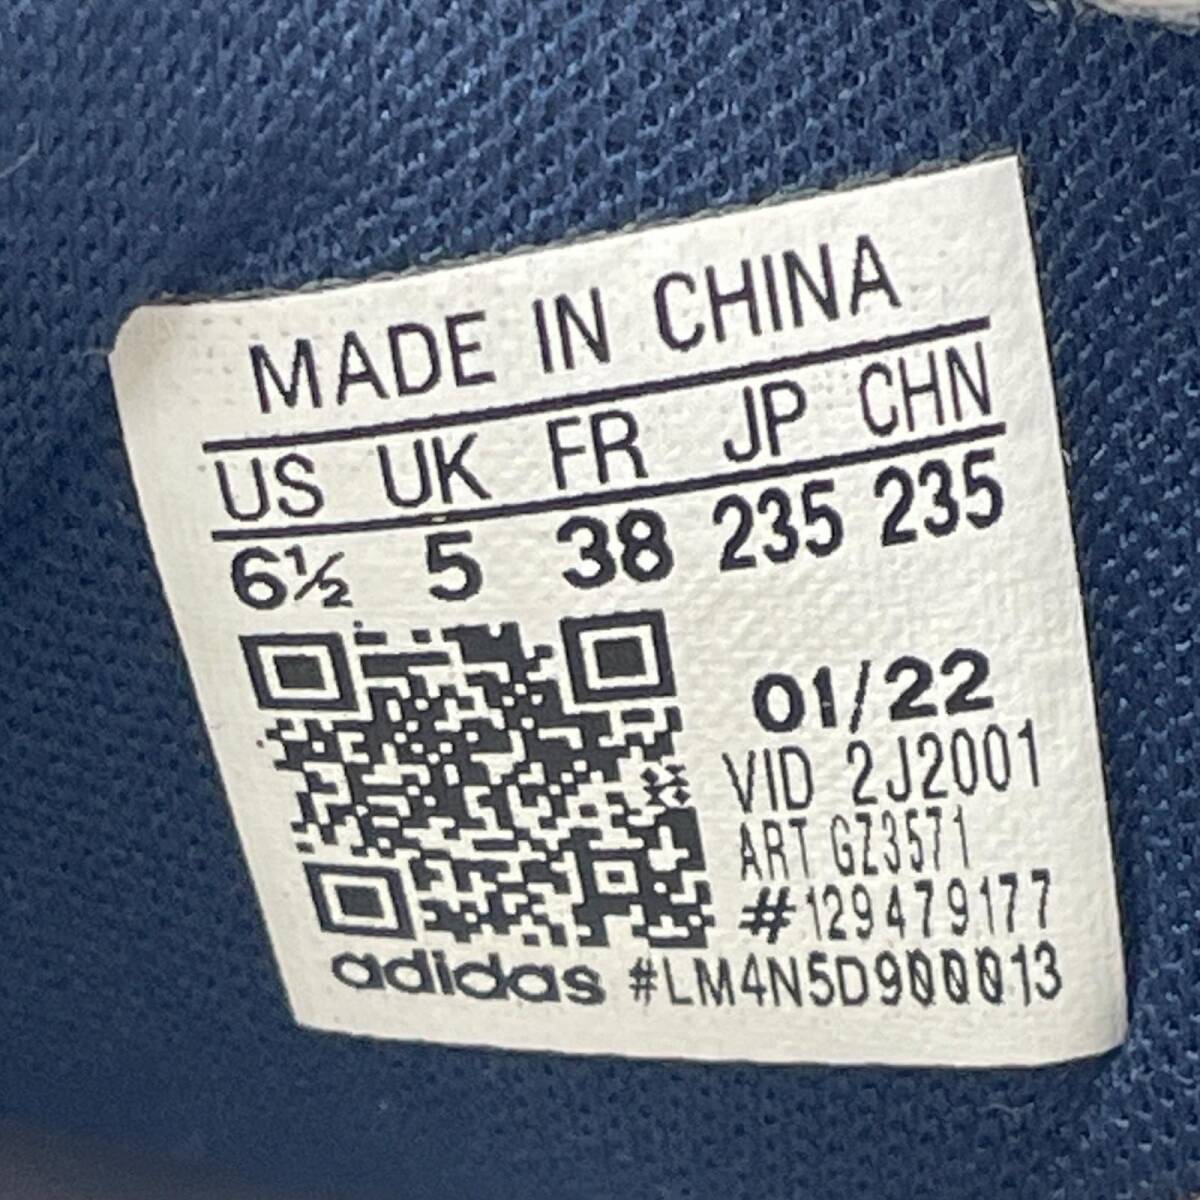 MADE IN CHINA
US UK FR JP CHN
6½ 5 38 235 235
01/22
VID 2J2001
ART GZ3571
#129479177
adidas #LM4N5D900013